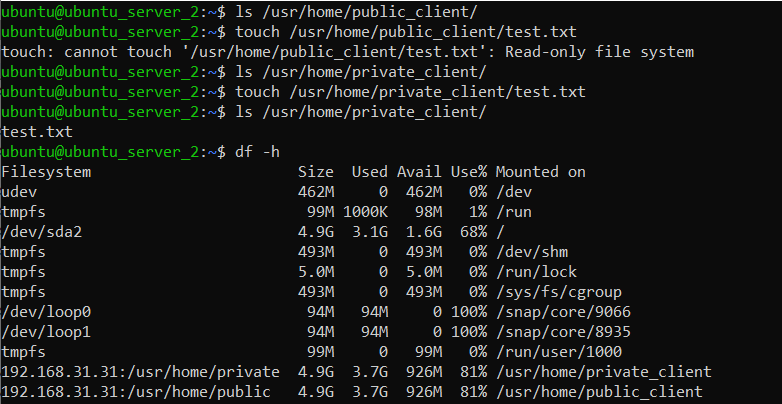 ubuntu@ubuntu_server_2:~$ ls /usr/home/public_client/
ubuntu@ubuntu_server_2:~$ touch /usr/home/public_client/test.txt
touch: cannot touch '/usr/home/public_client/test.txt': Read-only file system
ubuntu@ubuntu_server_2:~$ ls /usr/home/private_client/
ubuntu@ubuntu_server_2:~$ touch /usr/home/private_client/test.txt
ubuntu@ubuntu_server_2:~$ ls /usr/home/private_client/
test.txt
ubuntu@ubuntu_server_2:~$ df -h
Filesystem                     Size  Used Avail Use% Mounted on
udev                           462M     0  462M   0% /dev
tmpfs                           99M 1000K   98M   1% /run
/dev/sda2                      4.9G  3.1G  1.6G  68% /
tmpfs                          493M     0  493M   0% /dev/shm
tmpfs                          5.0M     0  5.0M   0% /run/lock
tmpfs                          493M     0  493M   0% /sys/fs/cgroup
/dev/loop0                      94M   94M     0 100% /snap/core/9066
/dev/loop1                      94M   94M     0 100% /snap/core/8935
tmpfs                           99M     0   99M   0% /run/user/1000
192.168.31.31:/usr/home/private  4.9G  3.7G  926M  81% /usr/home/private_client
192.168.31.31:/usr/home/public   4.9G  3.7G  926M  81% /usr/home/public_client